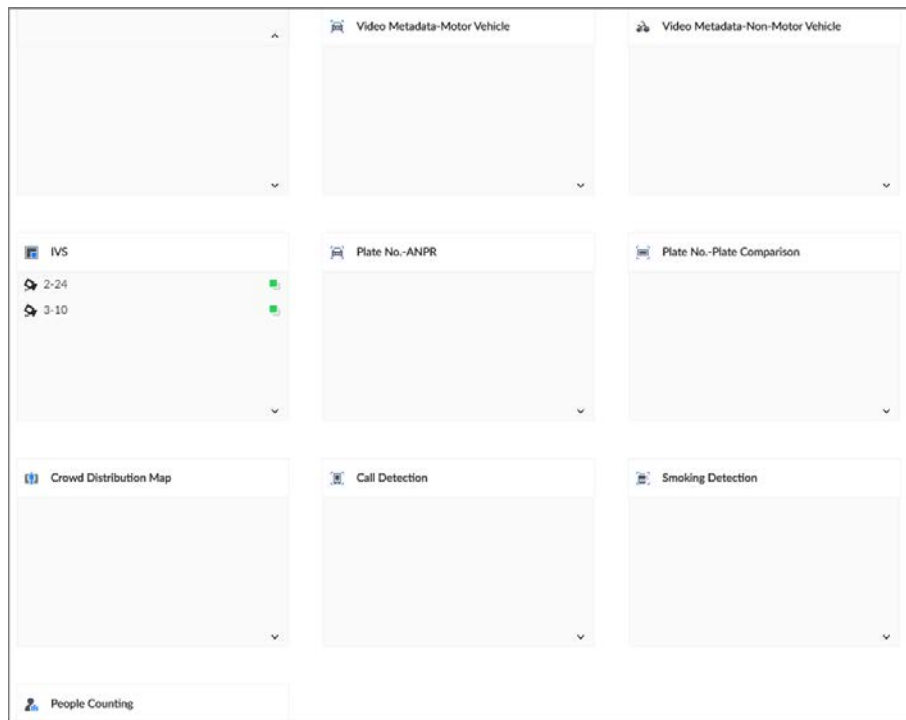 Video Metadata-Motor Vehicle
Video Metadata-Non-Motor Vehicle
IVS
Plate No.-ANPR
Plate No.-Plate Comparison
2-24
3-10
Crowd Distribution Map
Call Detection
Smoking Detection
People Counting